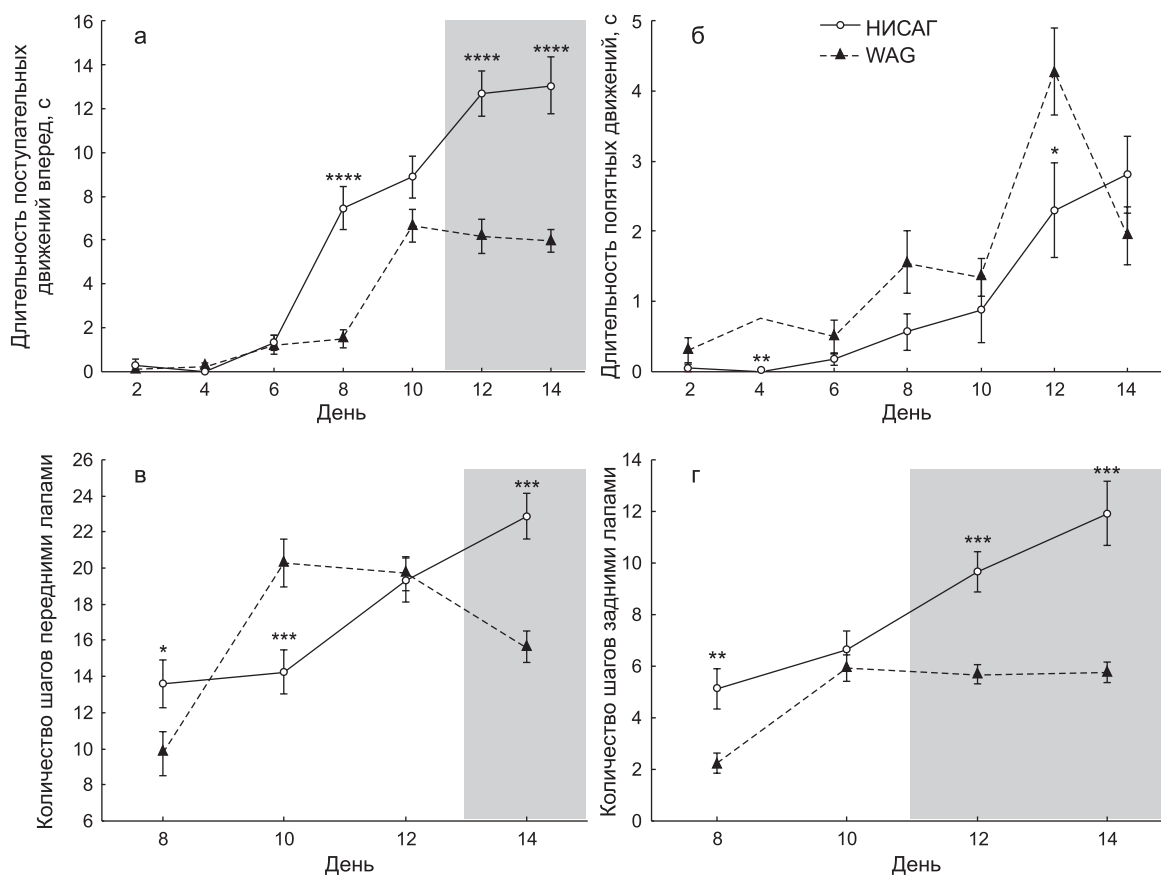 а
Длительность поступательных
движений вперед, с
16
14
12
10
8
6
4
2
0
****
****
****
2 4 6 8 10 12 14
День
б
НИСАГ
WAG
Длительность попятных движений, с
5
4
3
2
1
0
**
*
2 4 6 8 10 12 14
День
в
Количество шагов передними лапами
26
24
22
20
18
16
14
12
10
8
6
*
***
***
8 10 12 14
День
г
Количество шагов задними лапами
14
12
10
8
6
4
2
0
**
***
***
8 10 12 14
День